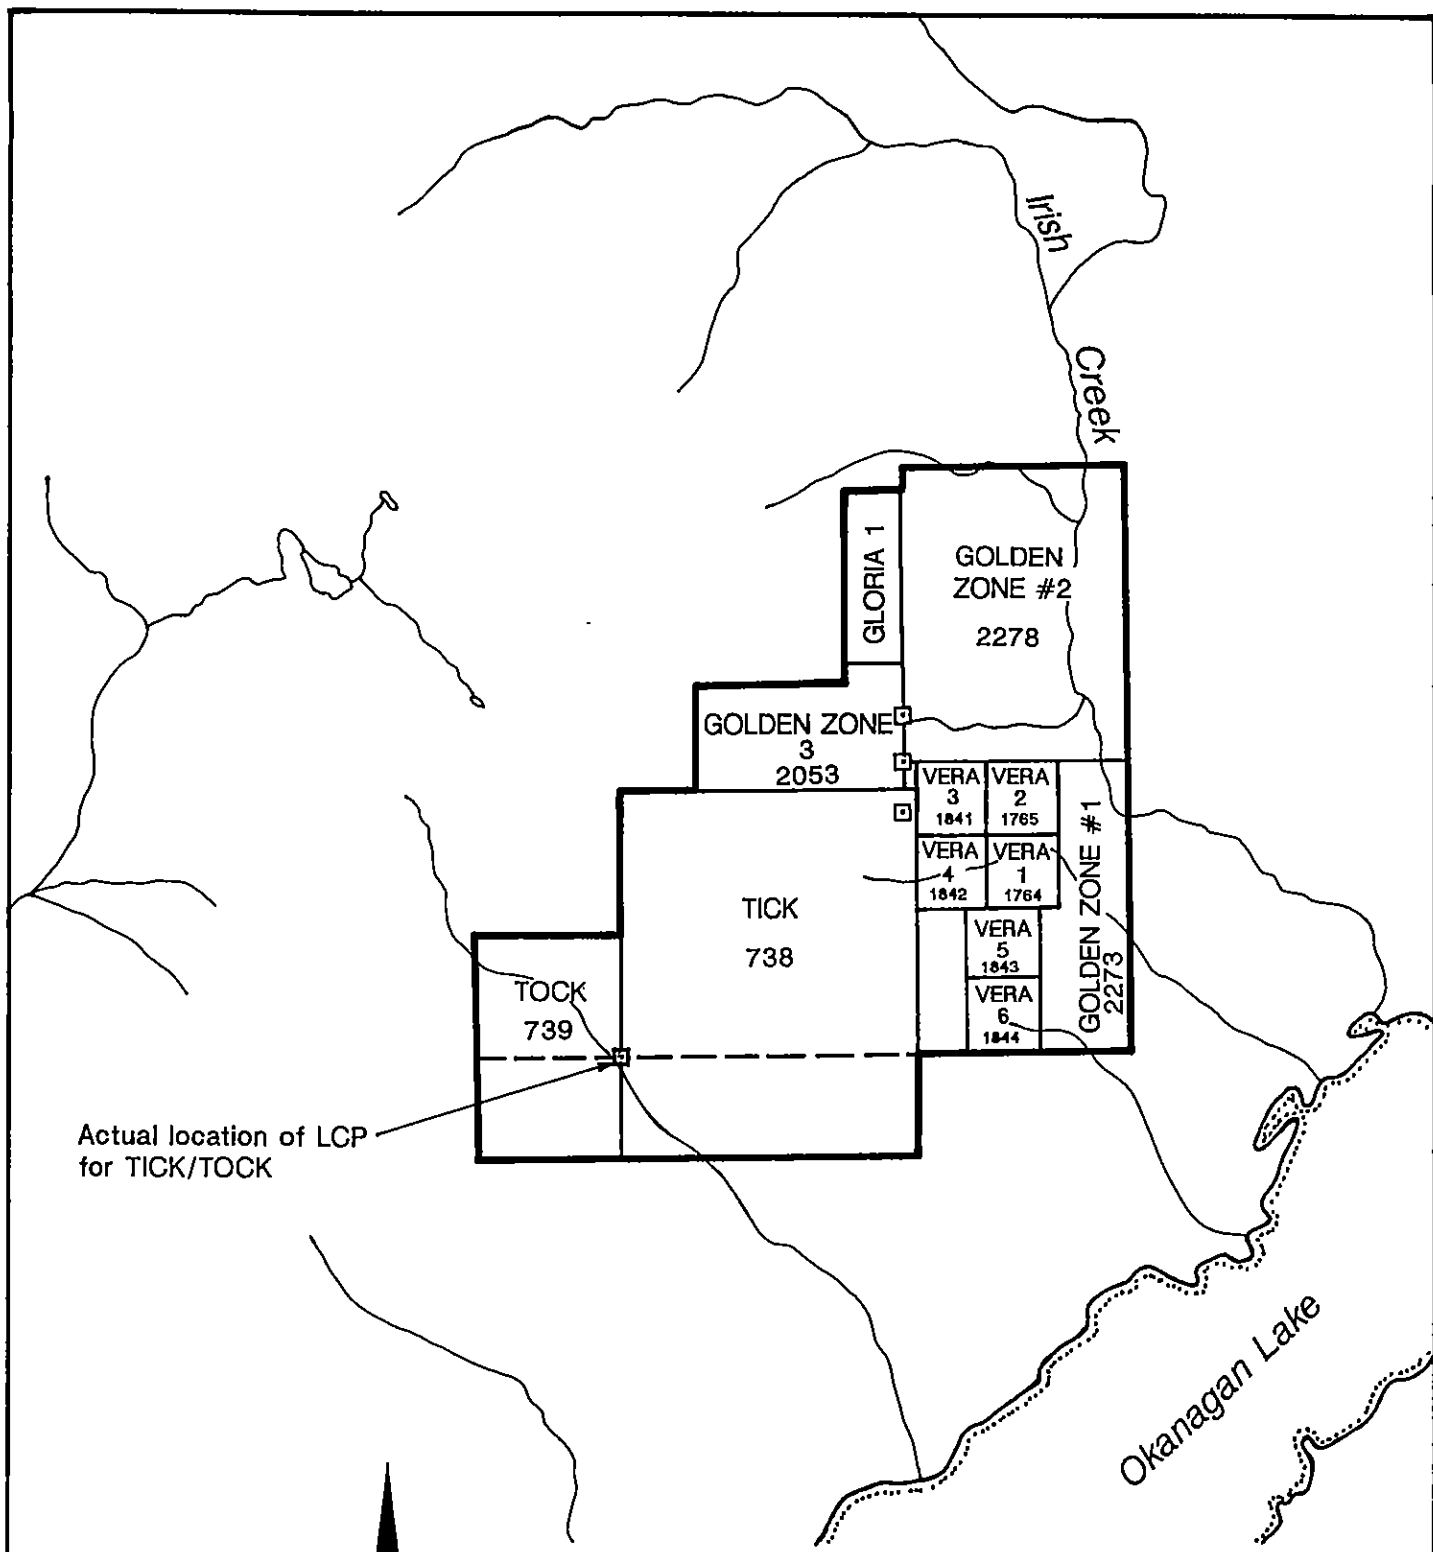 Irish
Creek
GLORIA 1
GOLDEN
ZONE #2
2278
GOLDEN ZONE
3
2053
VERA
3
1841
VERA
2
1765
VERA
4
1842
VERA
1
1764
VERA
5
1843
VERA
6
1844
GOLDEN ZONE #1
2273
TICK
738
TOCK
739
Actual location of LCP
for TICK/TOCK
Okanagan Lake